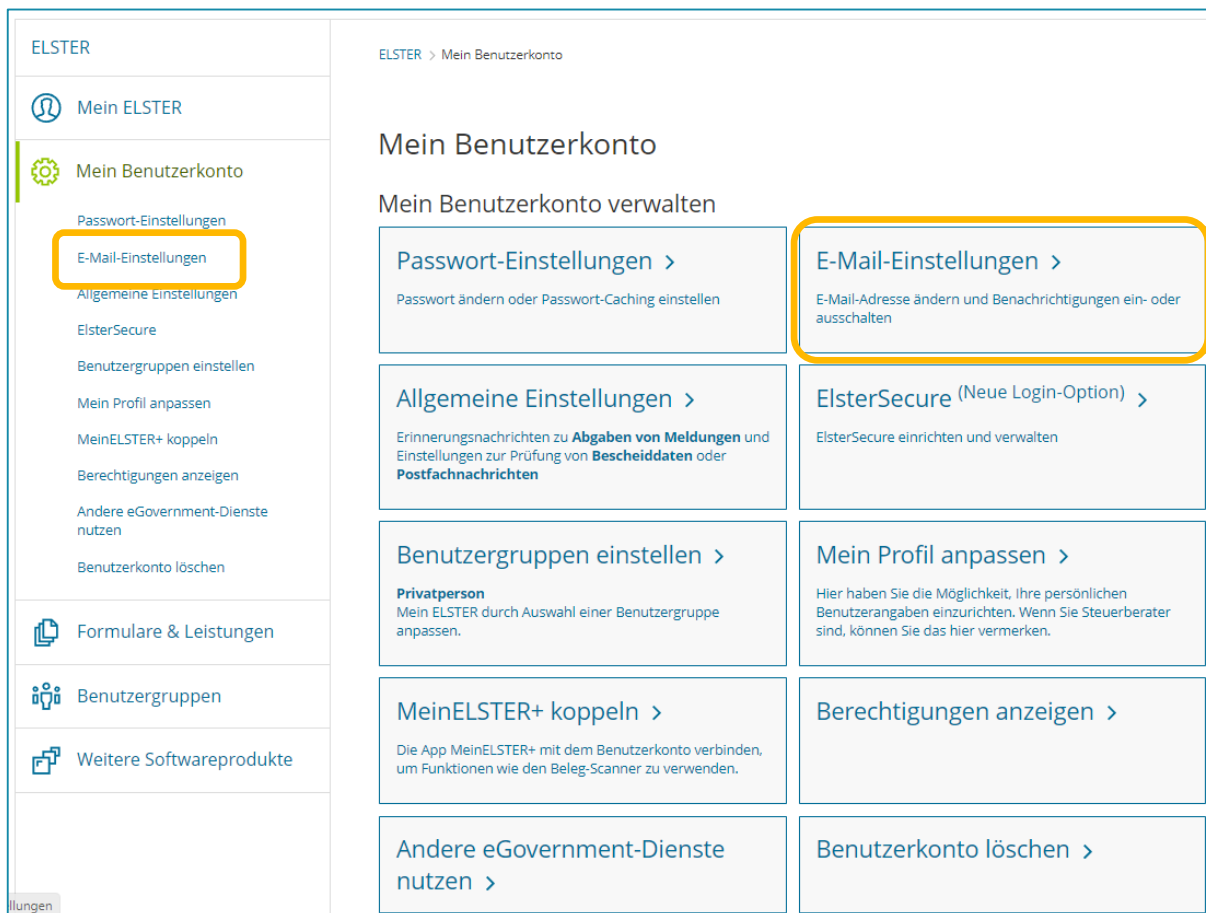 ELSTER
Mein ELSTER
Mein Benutzerkonto
Passwort-Einstellungen
E-Mail-Einstellungen
Allgemeine Einstellungen
ElsterSecure
Benutzergruppen einstellen
Mein Profil anpassen
MeinELSTER+ koppeln
Berechtigungen anzeigen
Andere eGovernment-Dienste
nutzen
Benutzerkonto löschen
Formulare & Leistungen
Benutzergruppen
Weitere Softwareprodukte
llungen
ELSTER > Mein Benutzerkonto
Mein Benutzerkonto
Mein Benutzerkonto verwalten
Passwort-Einstellungen >
Passwort ändern oder Passwort-Caching einstellen
E-Mail-Einstellungen >
E-Mail-Adresse ändern und Benachrichtigungen ein- oder
ausschalten
Allgemeine Einstellungen >
Erinnerungsnachrichten zu Abgaben von Meldungen und
Einstellungen zur Prüfung von Bescheiddaten oder
Postfachnachrichten
ElsterSecure (Neue Login-Option) >
ElsterSecure einrichten und verwalten
Benutzergruppen einstellen >
Privatperson
Mein ELSTER durch Auswahl einer Benutzergruppe
anpassen.
Mein Profil anpassen >
Hier haben Sie die Möglichkeit, Ihre persönlichen
Benutzerangaben einzurichten. Wenn Sie Steuerberater
sind, können Sie das hier vermerken.
MeinELSTER+ koppeln >
Die App MeinELSTER+ mit dem Benutzerkonto verbinden,
um Funktionen wie den Beleg-Scanner zu verwenden.
Berechtigungen anzeigen >
Andere eGovernment-Dienste
nutzen >
Benutzerkonto löschen >